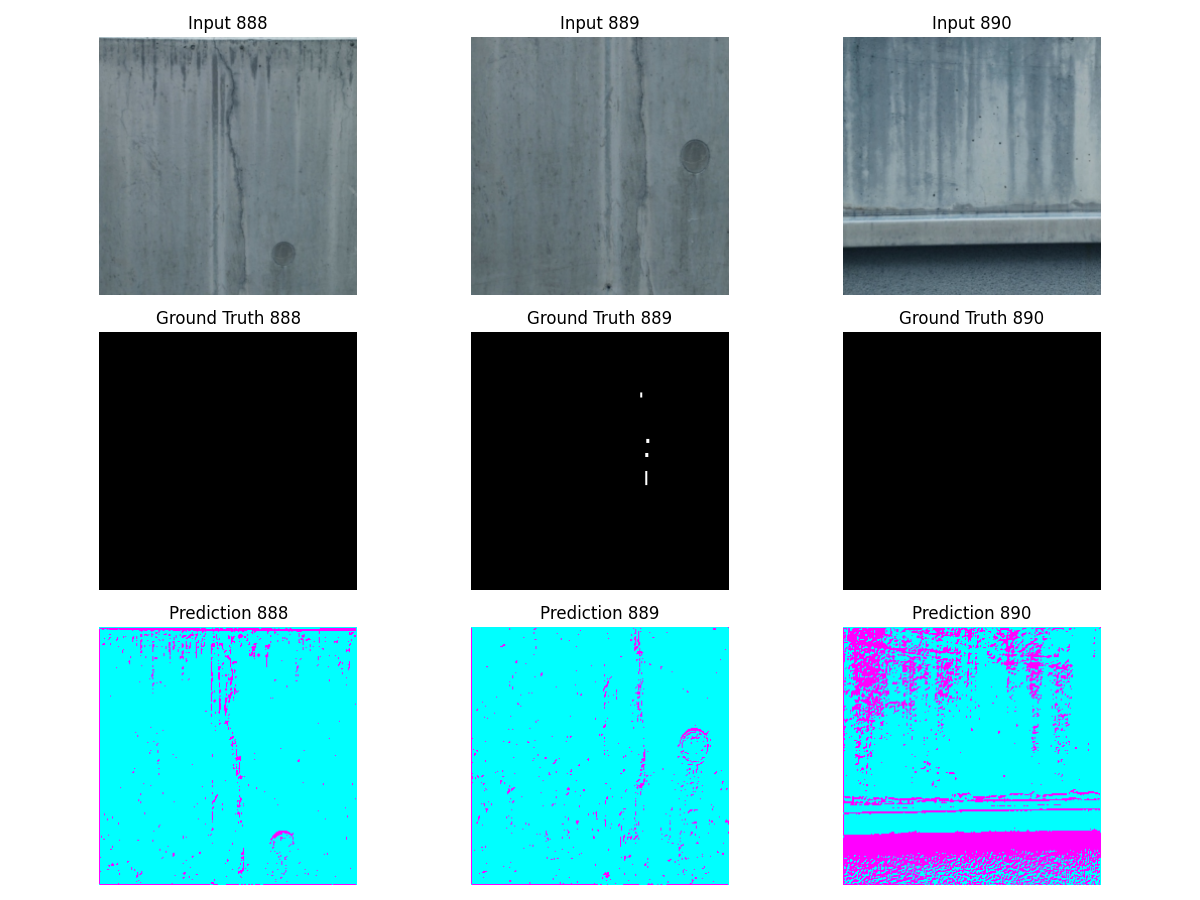 Input 888
Input 889
Input 890
Ground Truth 888
Ground Truth 889
Ground Truth 890
Prediction 888
Prediction 889
Prediction 890